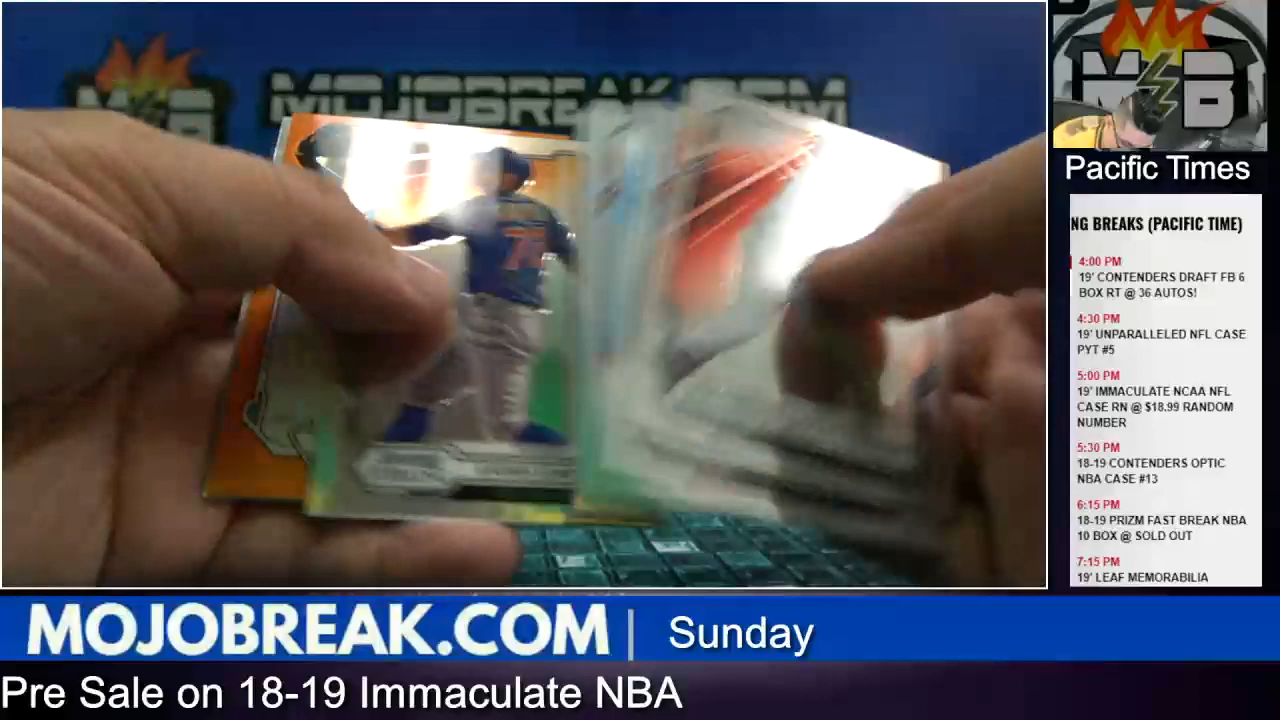 MOJOBREAK.COM
M B
Pacific Times
NG BREAKS (PACIFIC TIME)
4:00 PM
19' CONTENDERS DRAFT FB 6
BOX RT @ 36 AUTOS!
4:30 PM
19' UNPARALLELED NFL CASE
PYT #5
5:00 PM
19' IMMACULATE NCAA NFL
CASE RN @ $18.99 RANDOM
NUMBER
5:30 PM
18-19 CONTENDERS OPTIC
NBA CASE #13
6:15 PM
18-19 PRIZM FAST BREAK NBA
10 BOX @ SOLD OUT
7:15 PM
19' LEAF MEMORABILIA
MOJOBREAK.COM | Sunday
Pre Sale on 18-19 Immaculate NBA